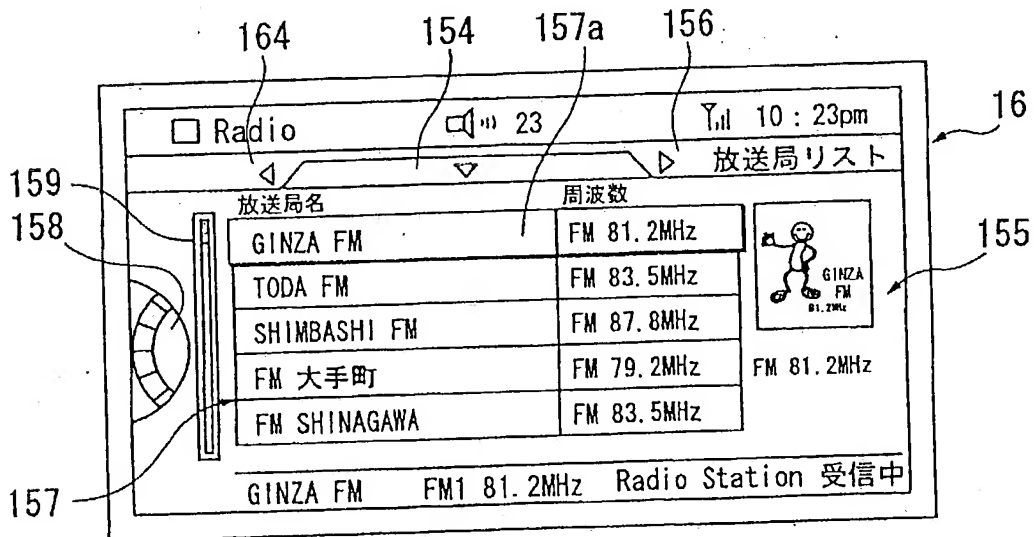 164 154 157a 156
16
□ Radio 23 10 : 23pm
放送局リスト
159
158
155
157
放送局名 周波数
GINZA FM FM 81.2MHz
TODA FM FM 83.5MHz
SHIMBASHI FM FM 87.8MHz
FM 大手町 FM 79.2MHz
FM SHINAGAWA FM 83.5MHz
GINZA
FM
81.2MHz
FM 81.2MHz
GINZA FM FM1 81.2MHz Radio Station 受信中